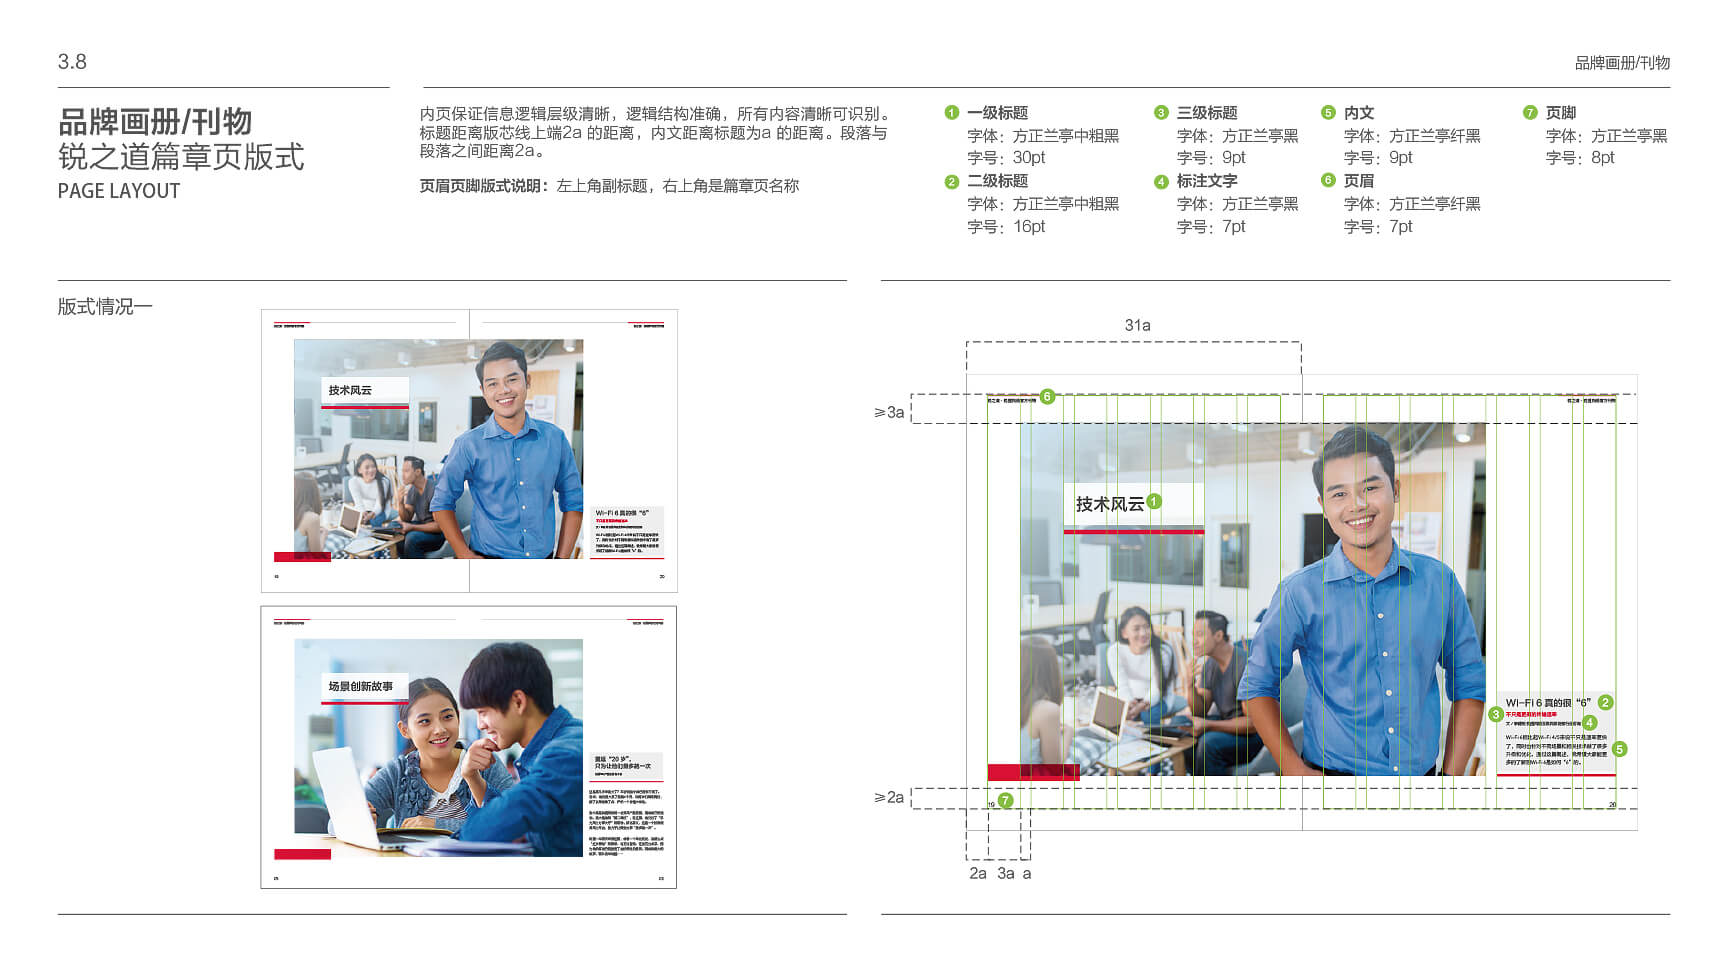 3.8
品牌画册/刊物
品牌画册/刊物
锐之道篇章页版式
PAGE LAYOUT
内页保证信息逻辑层级清晰，逻辑结构准确，所有内容清晰可识别。
标题距离版芯线上端2a 的距离，内文距离标题为a 的距离。段落与
段落之间距离2a。
页眉页脚版式说明：左上角副标题，右上角是篇章页名称
1 一级标题
字体：方正兰亭中粗黑
字号：30pt
2 二级标题
字体：方正兰亭中粗黑
字号：16pt
3 三级标题
字体：方正兰亭黑
字号：9pt
4 标注文字
字体：方正兰亭黑
字号：7pt
5 内文
字体：方正兰亭纤黑
字号：9pt
6 页眉
字体：方正兰亭纤黑
字号：7pt
7 页脚
字体：方正兰亭黑
字号：8pt
版式情况一
技术风云
Wi-Fi 6 真的很“6”
20
场景创新故事
只为让他们最多跑一次
31a
≥3a
6
技术风云 1
Wi-Fi 6 真的很“6” 2
3
4
5
≥2a
19
7
20
2a 3a a